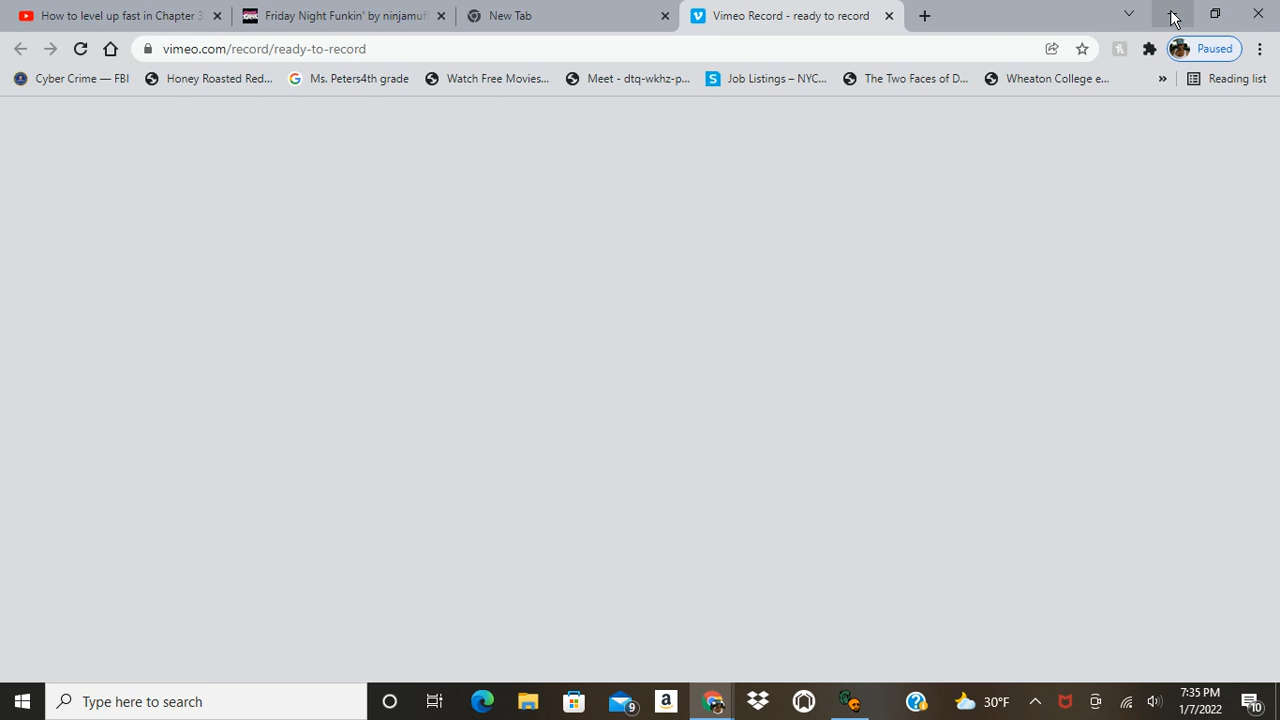 How to level up fast in Chapter 3
Friday Night Funkin' by ninjamuf
New Tab
Vimeo Record - ready to record
vimeo.com/record/ready-to-record
Paused
Cyber Crime — FBI
Honey Roasted Red...
Ms. Peters4th grade
Watch Free Movies...
Meet - dtq-wkhz-p...
Job Listings – NYC...
The Two Faces of D...
Wheaton College e...
»
Reading list
Type here to search
9
30°F
7:35 PM
1/7/2022
10